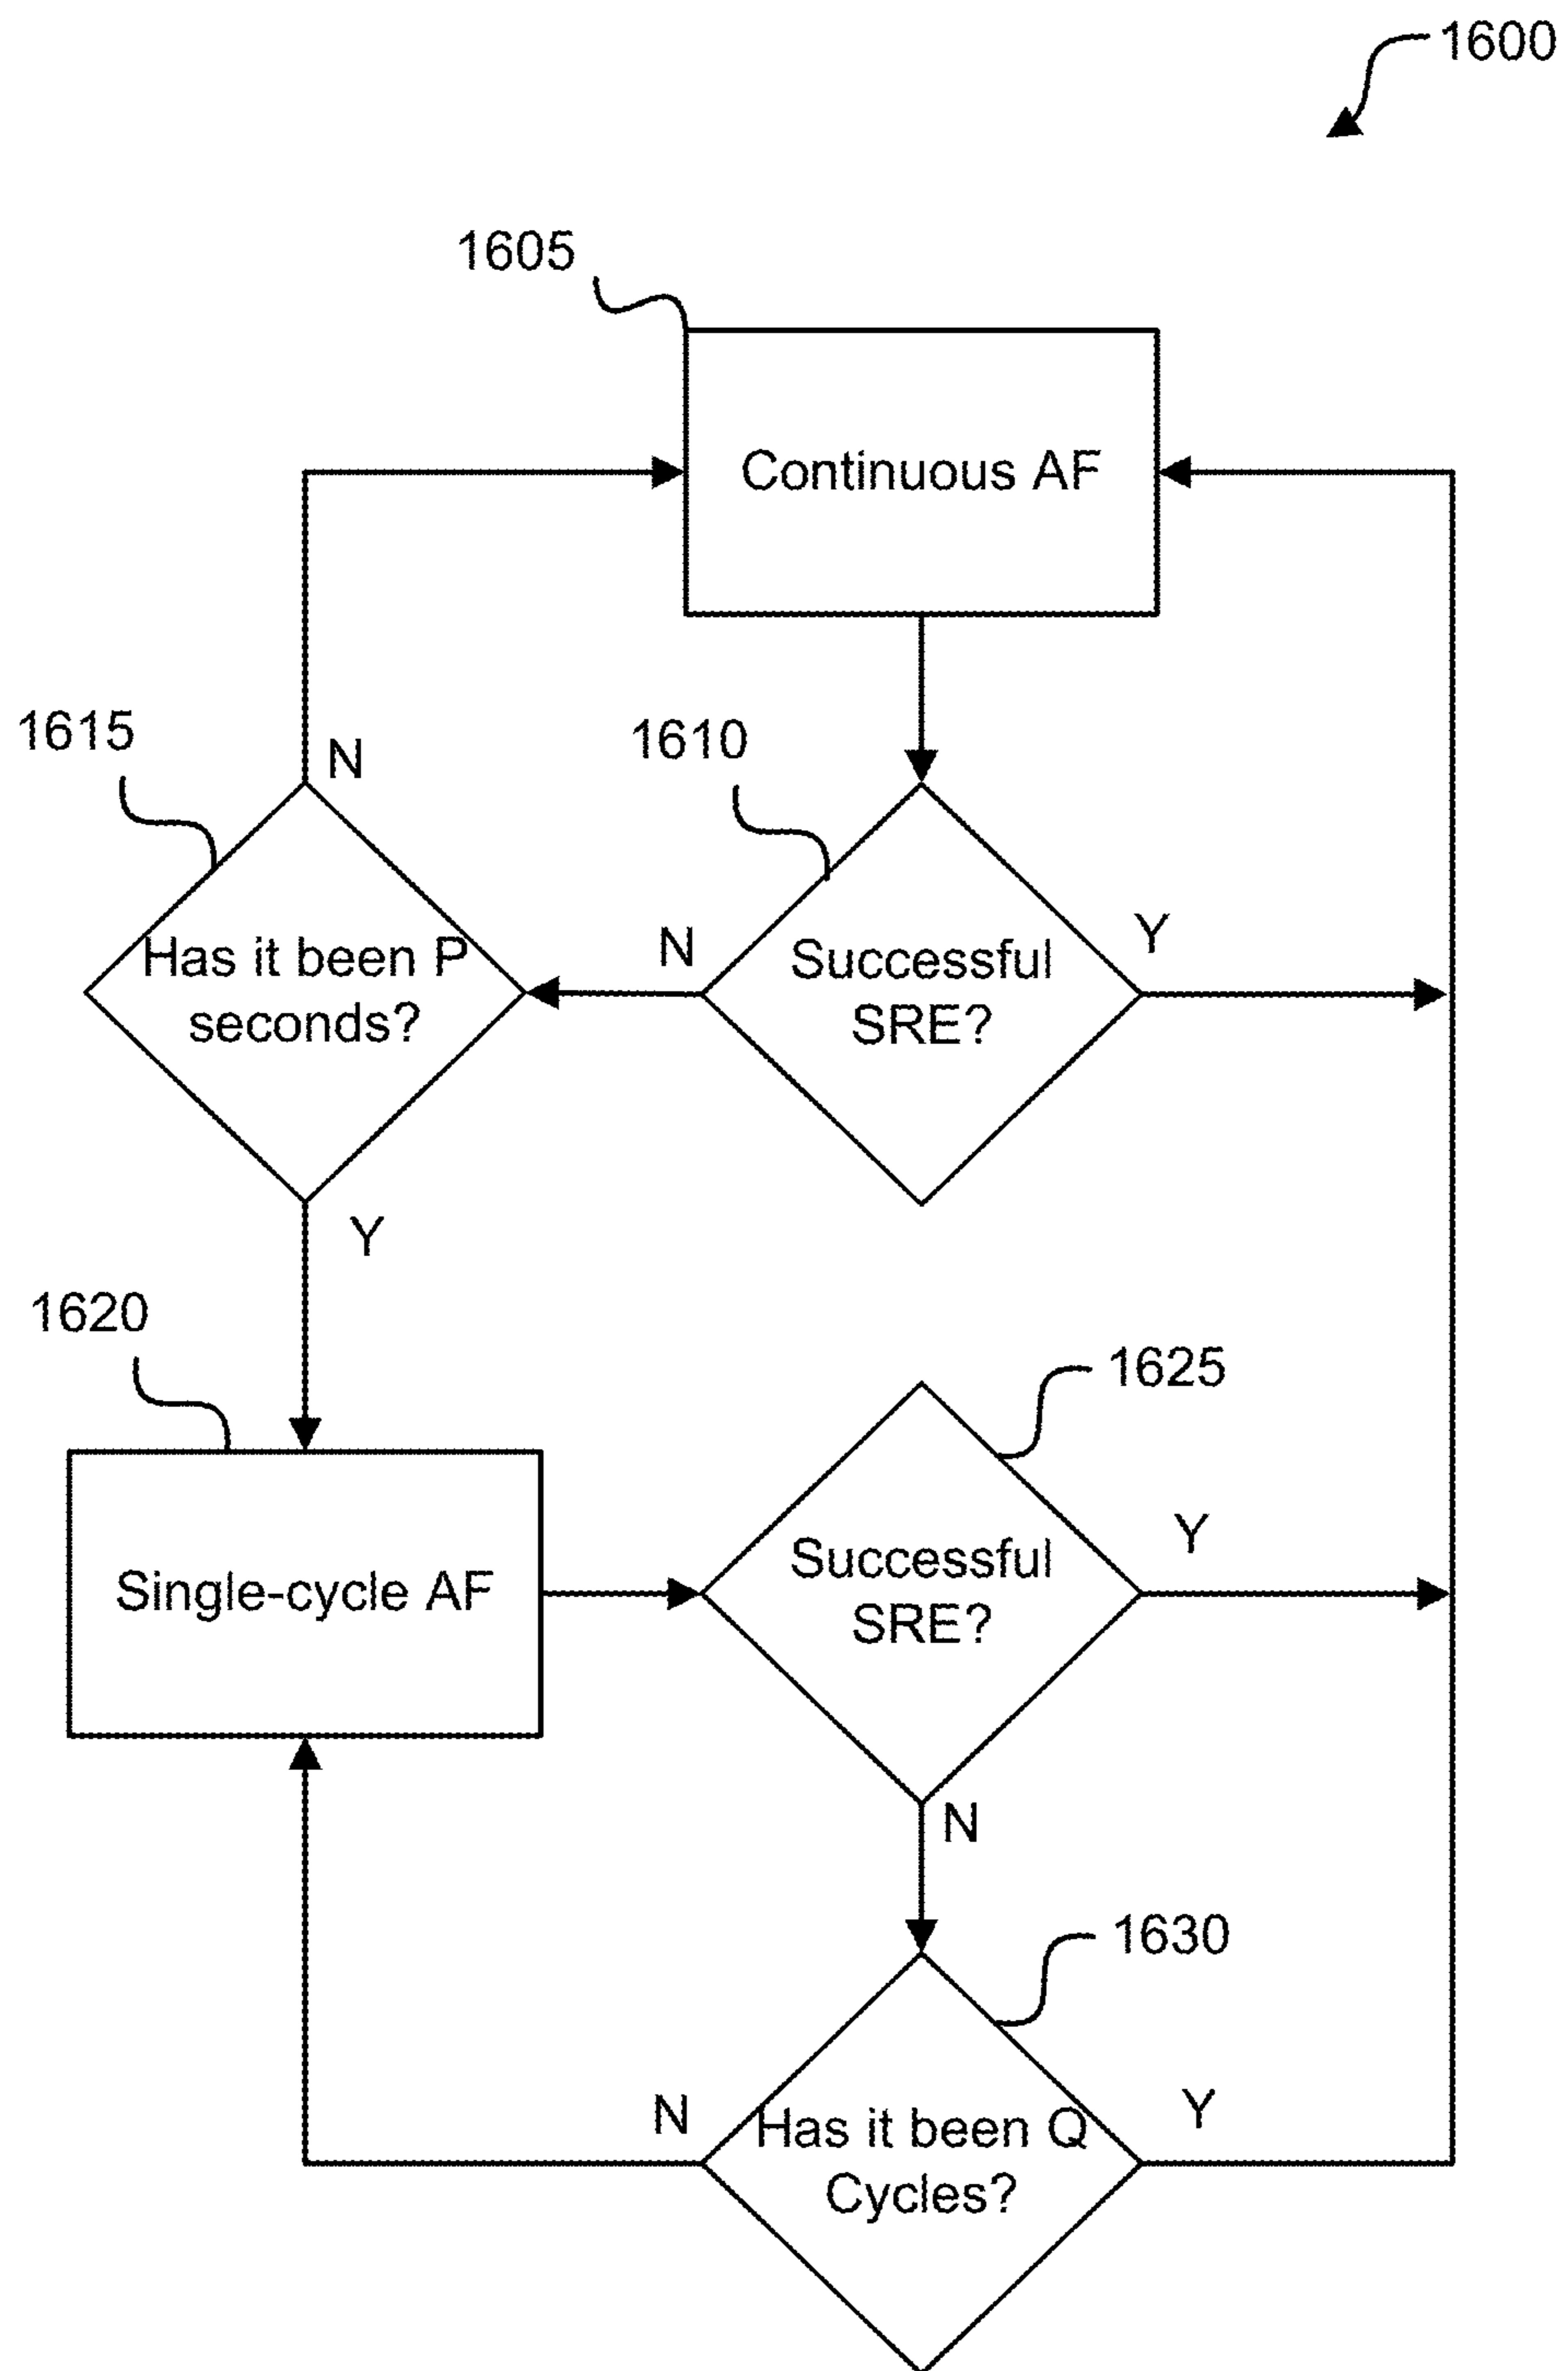 1600
1605
Continuous AF
1615
N
1610
Has it been P
seconds?
N
Successful
SRE?
Y
Y
1620
1625
Single-cycle AF
Successful
SRE?
Y
N
1630
N
Has it been Q
Cycles?
Y